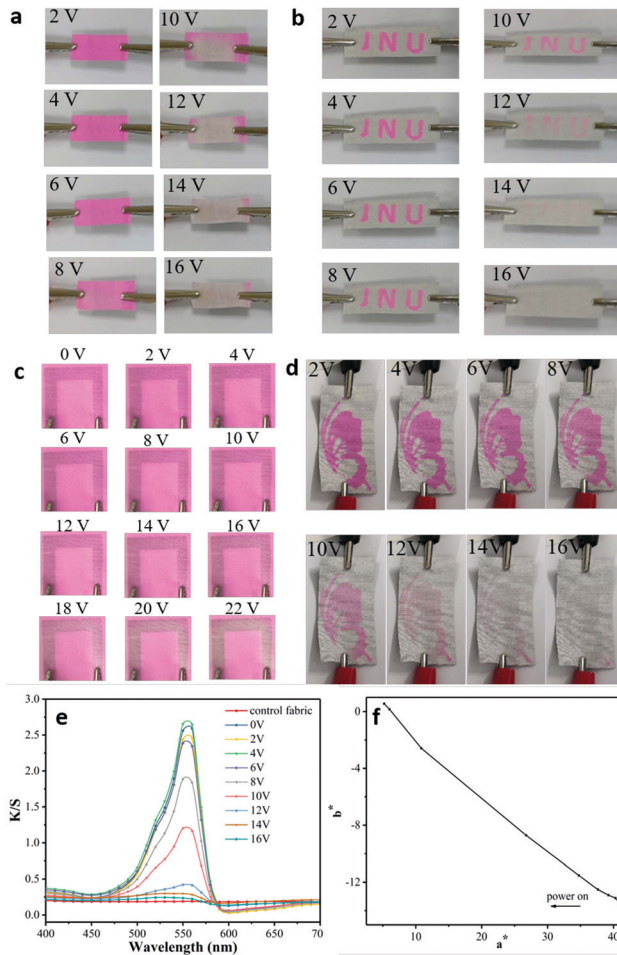 a
2 V 10 V
4 V 12 V
6 V 14 V
8 V 16 V
b
2 V 10 V
JNU JNU
4 V 12 V
JNU JNU
6 V 14 V
JNU
8 V 16 V
JNU
c
0 V 2 V 4 V
6 V 8 V 10 V
12 V 14 V 16 V
18 V 20 V 22 V
d
2V 4V 6V 8V
10V 12V 14V 16V
e
K/S
3.0
2.5
2.0
1.5
1.0
0.5
0.0
400 450 500 550 600 650 70
Wavelength (nm)
control fabric
0V
2V
4V
6V
8V
10V
12V
14V
16V
f
b*
0
-4
-8
-12
0 10 20 30 40
a*
power on